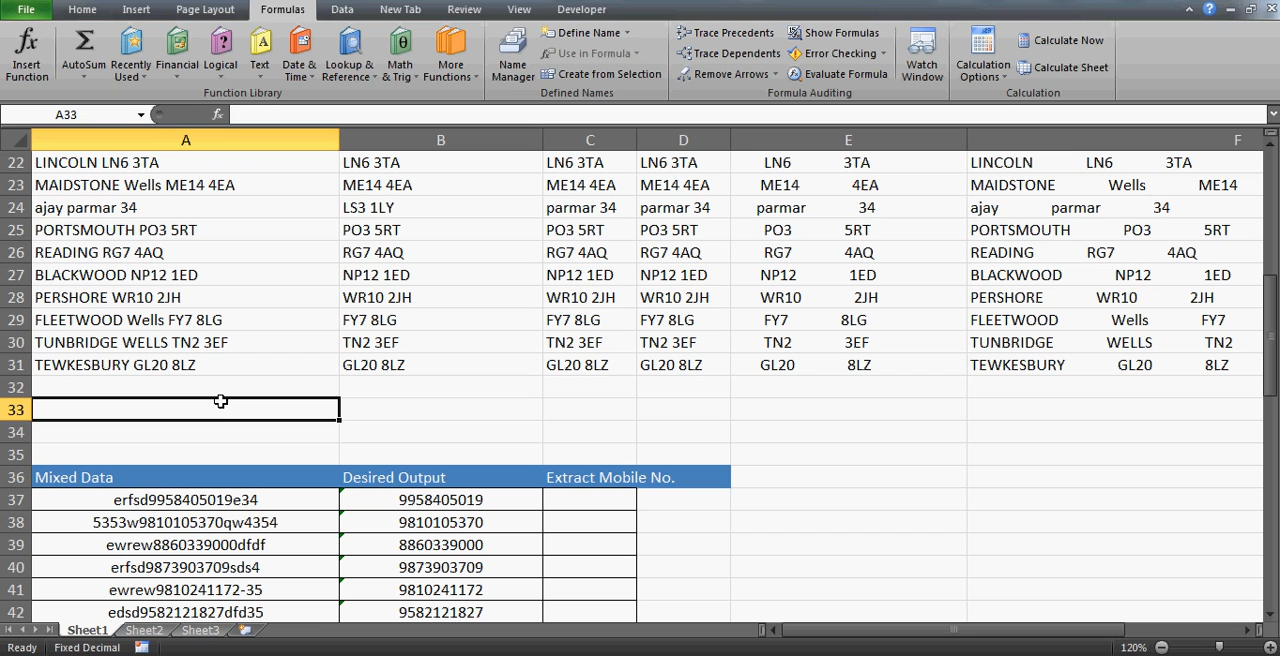 File Home Insert Page Layout Formulas Data New Tab Review View Developer
fx Σ θ
Insert Function AutoSum Recently Used Financial Logical Text Date & Time Lookup & Reference Math & Trig More Functions
Function Library
Name Manager Define Name Use in Formula Create from Selection
Defined Names
Trace Precedents Show Formulas
Trace Dependents Error Checking
Remove Arrows Evaluate Formula
Watch Window
Formula Auditing
Calculation Options Calculate Now Calculate Sheet
Calculation
A33 fx
A B C D E F
22 LINCOLN LN6 3TA LN6 3TA LN6 3TA LN6 3TA LN6 3TA LINCOLN LN6 3TA
23 MAIDSTONE Wells ME14 4EA ME14 4EA ME14 4EA ME14 4EA ME14 4EA MAIDSTONE Wells ME14
24 ajay parmar 34 LS3 1LY parmar 34 parmar 34 parmar 34 ajay parmar 34
25 PORTSMOUTH PO3 5RT PO3 5RT PO3 5RT PO3 5RT PO3 5RT PORTSMOUTH PO3 5RT
26 READING RG7 4AQ RG7 4AQ RG7 4AQ RG7 4AQ RG7 4AQ READING RG7 4AQ
27 BLACKWOOD NP12 1ED NP12 1ED NP12 1ED NP12 1ED NP12 1ED BLACKWOOD NP12 1ED
28 PERSHORE WR10 2JH WR10 2JH WR10 2JH WR10 2JH WR10 2JH PERSHORE WR10 2JH
29 FLEETWOOD Wells FY7 8LG FY7 8LG FY7 8LG FY7 8LG FY7 8LG FLEETWOOD Wells FY7
30 TUNBRIDGE WELLS TN2 3EF TN2 3EF TN2 3EF TN2 3EF TN2 3EF TUNBRIDGE WELLS TN2
31 TEWKESBURY GL20 8LZ GL20 8LZ GL20 8LZ GL20 8LZ GL20 8LZ TEWKESBURY GL20 8LZ
32
33
34
35
36 Mixed Data Desired Output Extract Mobile No.
37 erfsd9958405019e34 9958405019
38 5353w9810105370qw4354 9810105370
39 ewrew8860339000dfdf 8860339000
40 erfsd9873903709sds4 9873903709
41 ewrew9810241172-35 9810241172
42 edsd9582121827dfd35 9582121827
Sheet1 Sheet2 Sheet3
Ready Fixed Decimal 120%